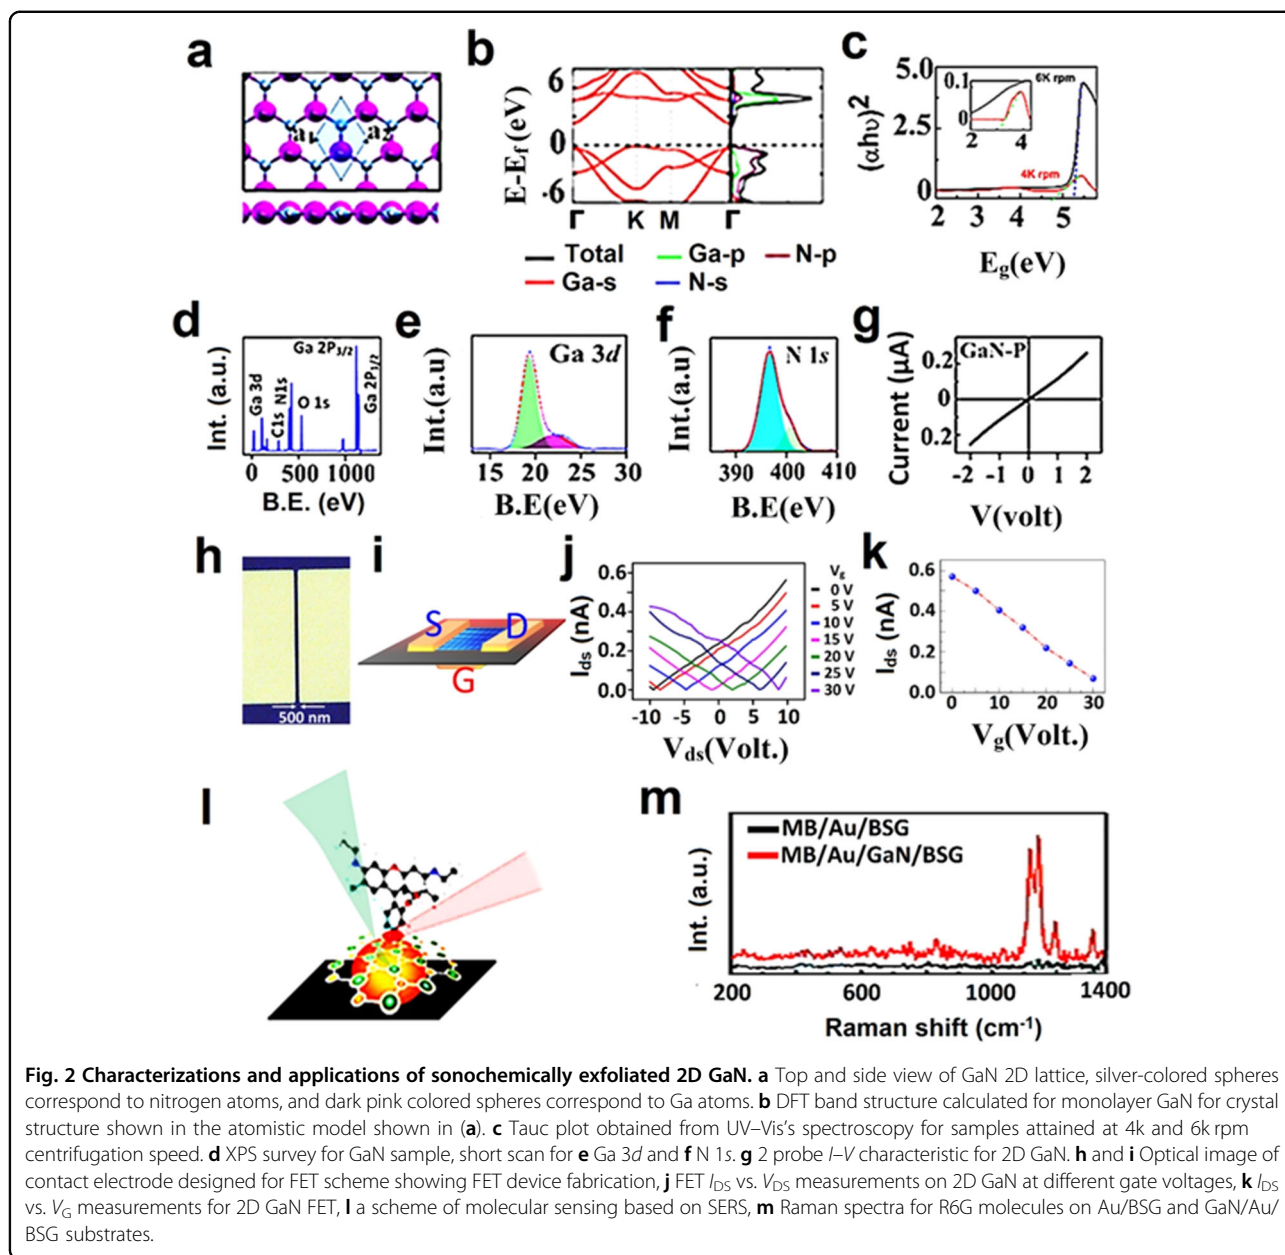 a
b
c
a₁
a₂
E-E_f(eV)
6
0
-6
Γ
K
M
Γ
Total
Ga-p
N-p
Ga-s
N-s
(αhυ)²
5.0
2.5
0
0.1
0
2
4
6K rpm
4K rpm
2
3
4
5
E_g(eV)
d
e
f
g
Int. (a.u.)
Ga 3d
C1s
N1s
O 1s
Ga 2P₃/₂
Ga 2P₁/₂
0
500
1000
B.E. (eV)
Int.(a.u)
Ga 3d
15
20
25
30
B.E(eV)
Int.(a.u)
N 1s
390
400
410
B.E(eV)
Current (µA)
GaN-P
0.2
0
0.2
-2
-1
0
1
2
V(volt)
h
i
j
k
500 nm
S
D
G
I_ds (nA)
0.6
0.4
0.2
0.0
-10
-5
0
5
10
V_ds(Volt.)
V_g
0 V
5 V
10 V
15 V
20 V
25 V
30 V
I_ds (nA)
0.6
0.4
0.2
0.0
0
10
20
30
V_g(Volt.)
l
m
Int. (a.u.)
MB/Au/BSG
MB/Au/GaN/BSG
200
600
1000
1400
Raman shift (cm⁻¹)
Fig. 2 Characterizations and applications of sonochemically exfoliated 2D GaN. a Top and side view of GaN 2D lattice, silver-colored spheres
correspond to nitrogen atoms, and dark pink colored spheres correspond to Ga atoms. b DFT band structure calculated for monolayer GaN for crystal
structure shown in the atomistic model shown in (a). c Tauc plot obtained from UV–Vis's spectroscopy for samples attained at 4k and 6k rpm
centrifugation speed. d XPS survey for GaN sample, short scan for e Ga 3d and f N 1s. g 2 probe I–V characteristic for 2D GaN. h and i Optical image of
contact electrode designed for FET scheme showing FET device fabrication, j FET I_DS vs. V_DS measurements on 2D GaN at different gate voltages, k I_DS
vs. V_G measurements for 2D GaN FET, l a scheme of molecular sensing based on SERS, m Raman spectra for R6G molecules on Au/BSG and GaN/Au/
BSG substrates.